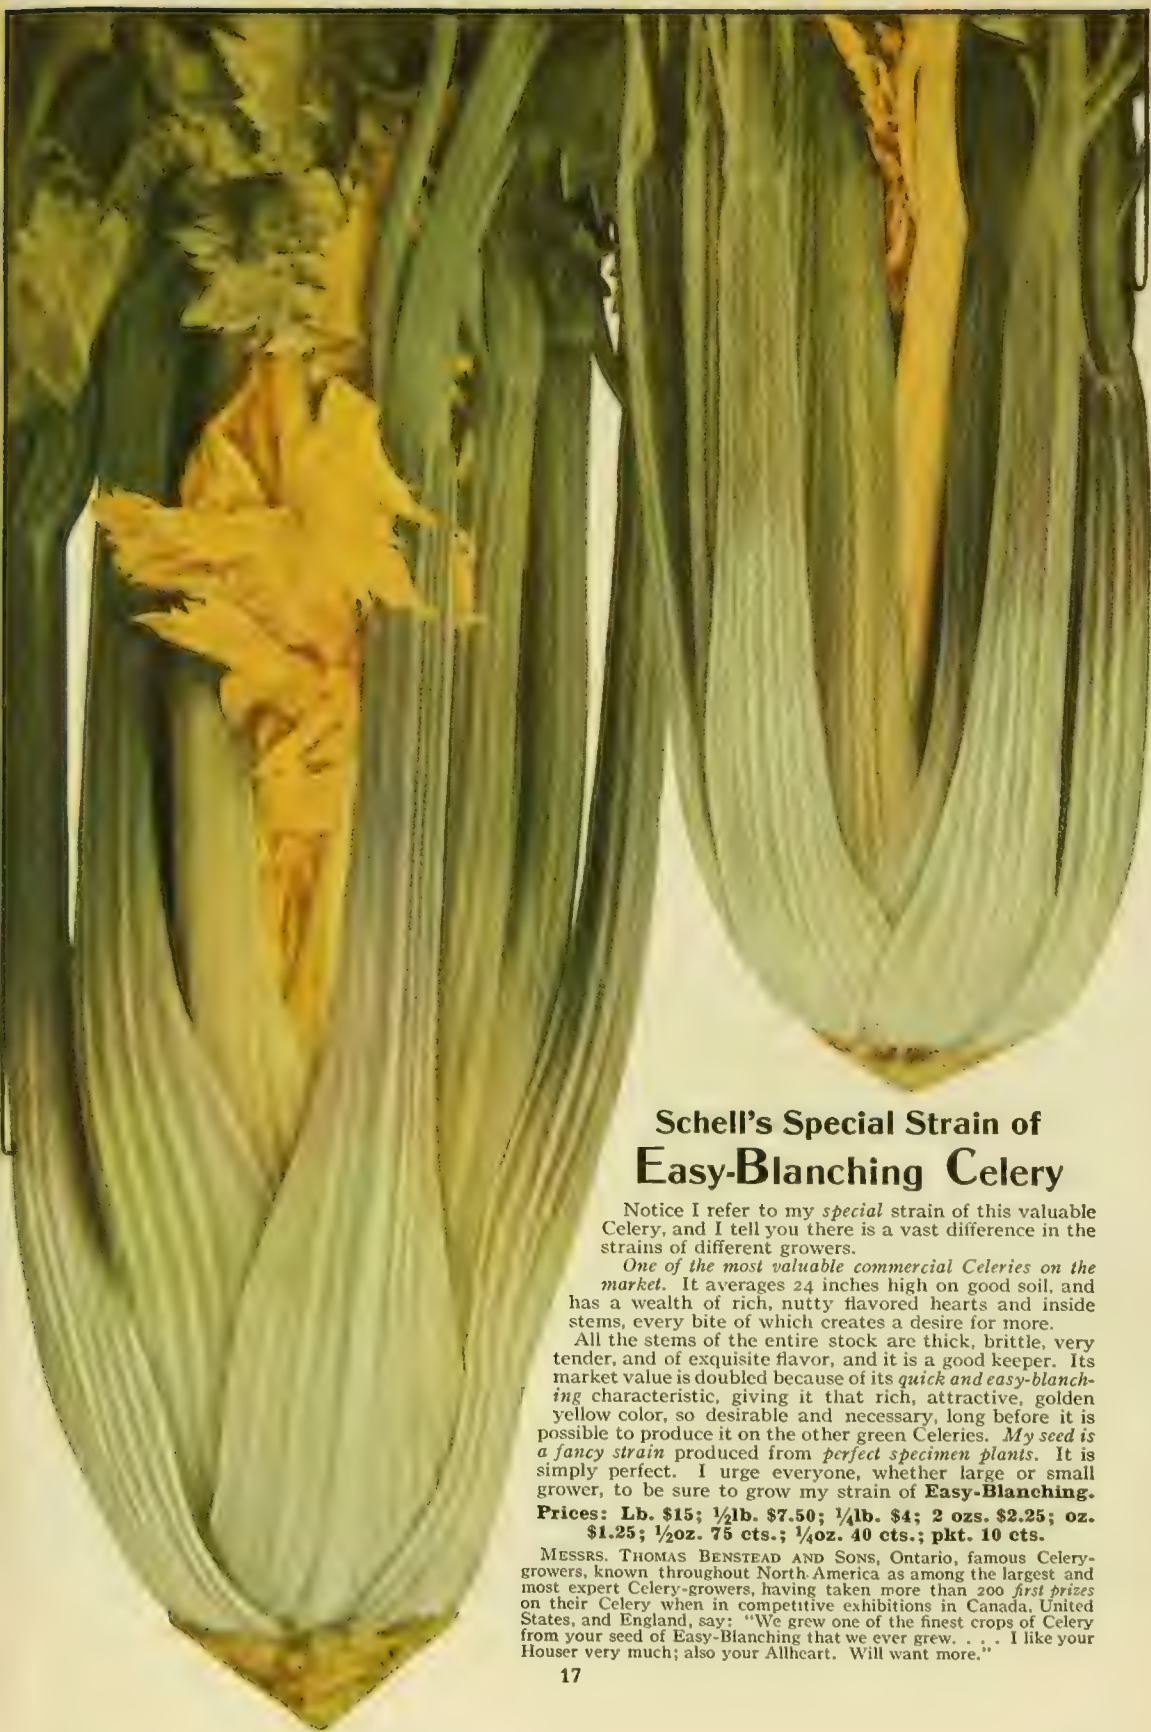 Schell's Special Strain of
Easy-Blanching Celery
Notice I refer to my special strain of this valuable
Celery, and I tell you there is a vast difference in the
strains of different growers.
One of the most valuable commercial Celeries on the
market. It averages 24 inches high on good soil, and
has a wealth of rich, nutty flavored hearts and inside
stems, every bite of which creates a desire for more.
All the stems of the entire stock are thick, brittle, very
tender, and of exquisite flavor, and it is a good keeper. Its
market value is doubled because of its quick and easy-blanch-
ing characteristic, giving it that rich, attractive, golden
yellow color, so desirable and necessary, long before it is
possible to produce it on the other green Celeries. My seed is
a fancy strain produced from perfect specimen plants. It is
simply perfect. I urge everyone, whether large or small
grower, to be sure to grow my strain of Easy-Blanching.
Prices: Lb. $15; ½lb. $7.50; ¼lb. $4; 2 ozs. $2.25; oz.
$1.25; ½oz. 75 cts.; ¼oz. 40 cts.; pkt. 10 cts.
MESSRS. THOMAS BENSTEAD AND SONS, Ontario, famous Celery-
growers, known throughout North America as among the largest and
most expert Celery-growers, having taken more than 200 first prizes
on their Celery when in competitive exhibitions in Canada, United
States, and England, say: "We grew one of the finest crops of Celery
from your seed of Easy-Blanching that we ever grew. . . . I like your
Houser very much; also your Allheart. Will want more."
17